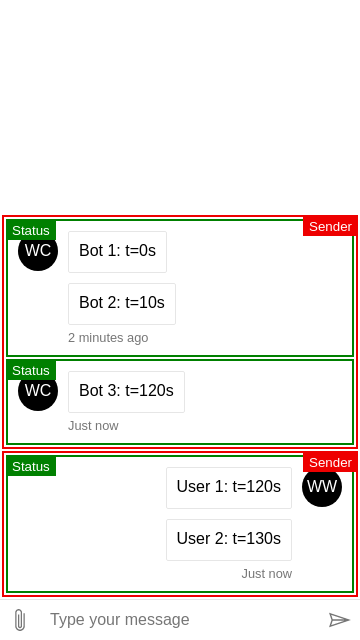 Status
Sender
WC
Bot 1: t=0s
Bot 2: t=10s
2 minutes ago
Status
WC
Bot 3: t=120s
Just now
Status
Sender
User 1: t=120s
WW
User 2: t=130s
Just now
Type your message